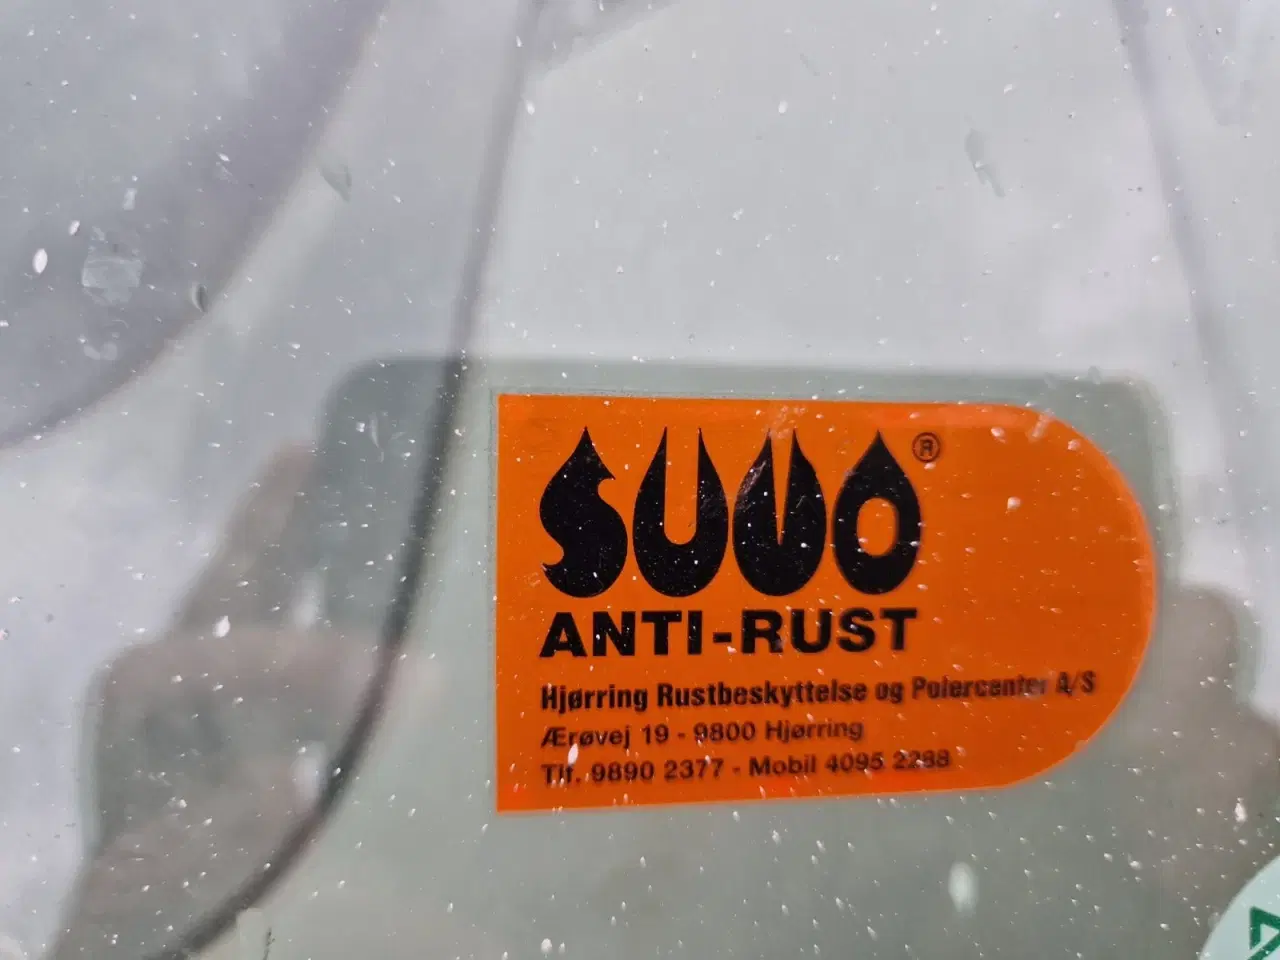 SUVO®
ANTI-RUST
Hjørring Rustbeskyttelse og Polercenter A/S
Ærøvej 19 - 9800 Hjørring
Tlf. 9890 2377 - Mobil 4095 2288